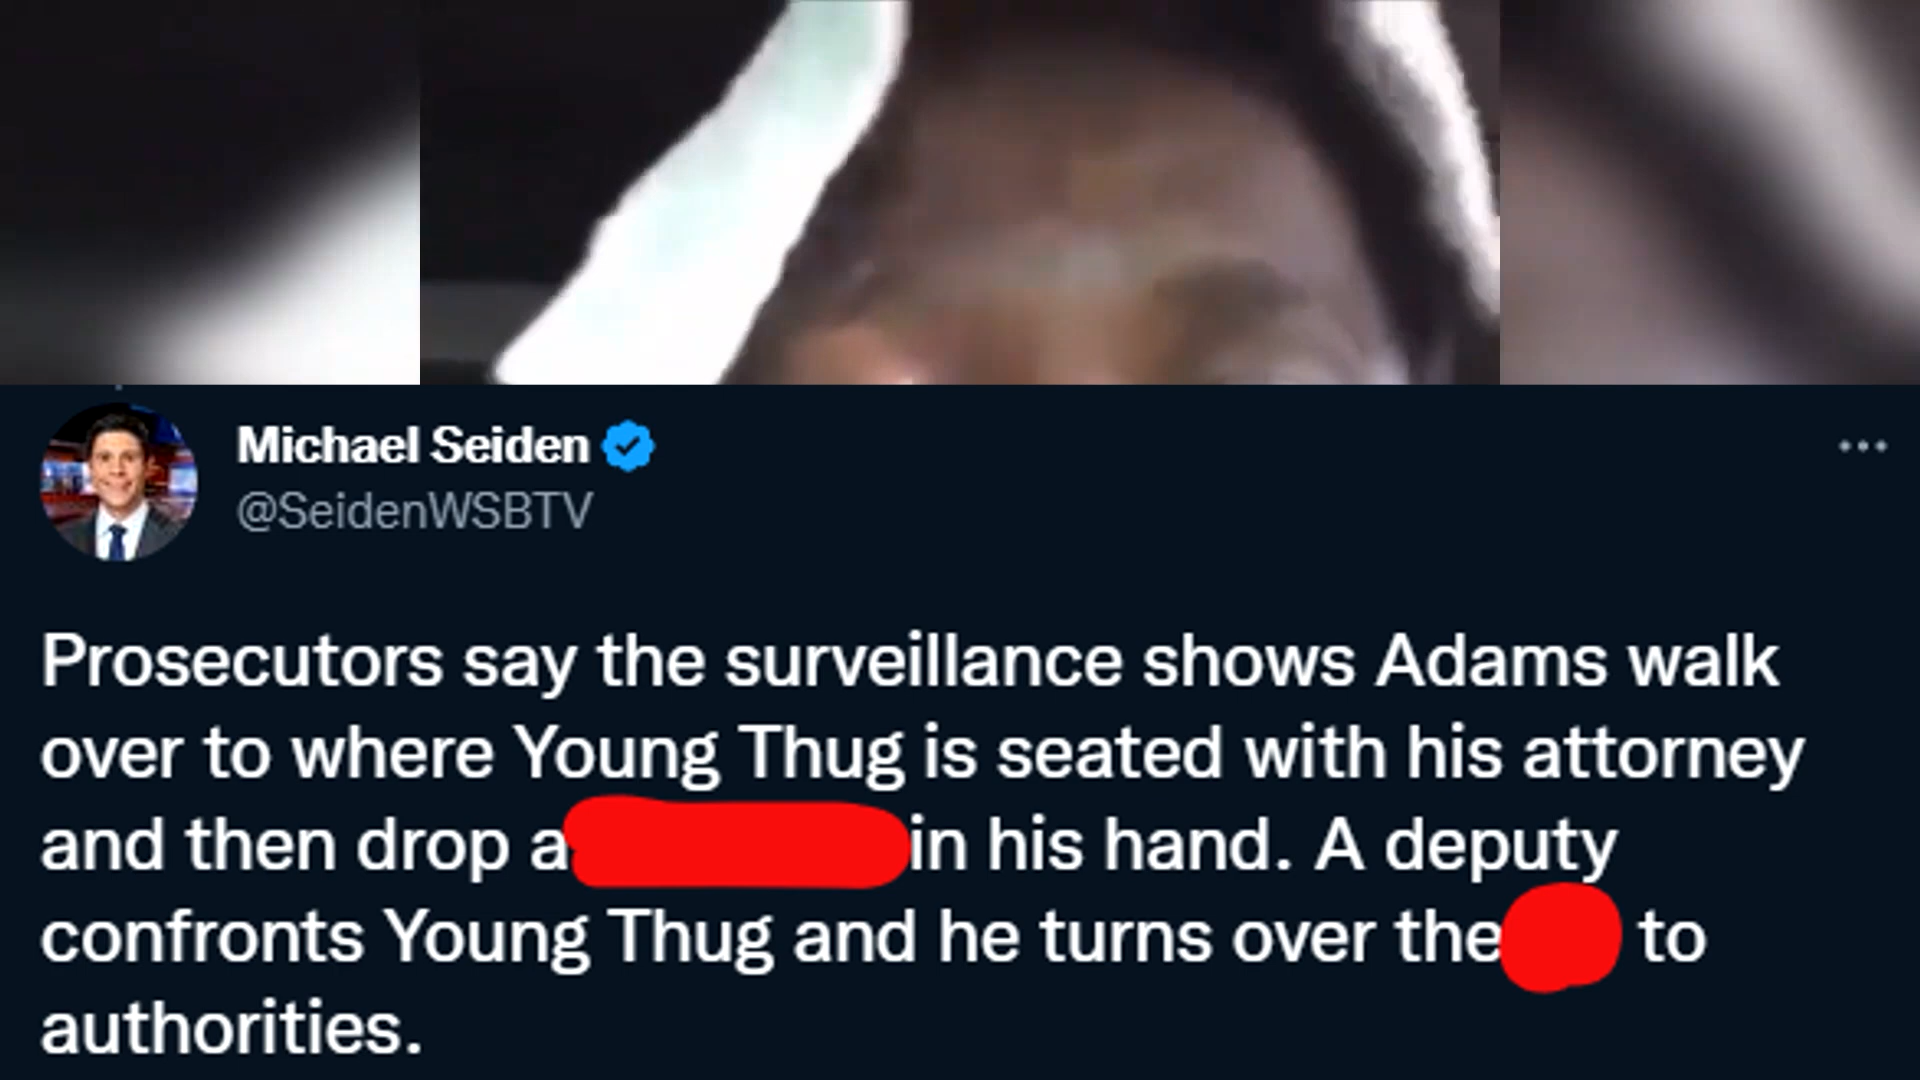 Michael Seiden
@SeidenWSBTV
Prosecutors say the surveillance shows Adams walk
over to where Young Thug is seated with his attorney
and then drop a in his hand. A deputy
confronts Young Thug and he turns over the to
authorities.